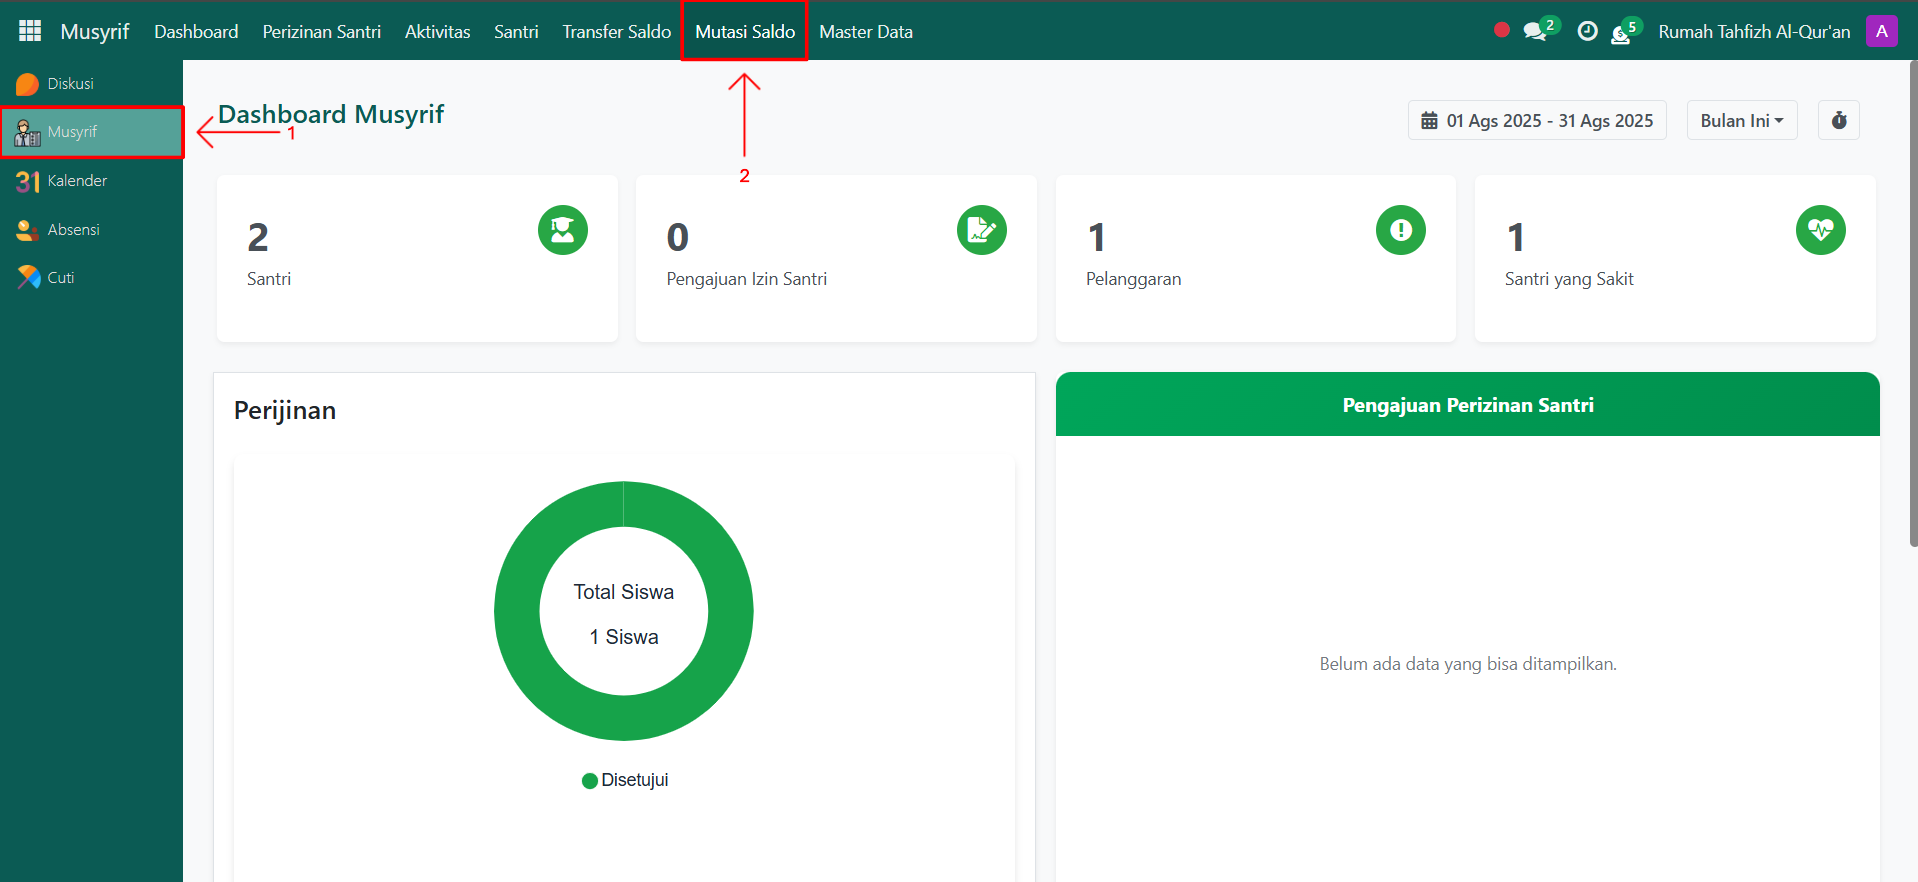 Musyrif Dashboard Perizinan Santri Aktivitas Santri Transfer Saldo Mutasi Saldo Master Data 2 5 Rumah Tahfizh Al-Qur'an A
Diskusi
Musyrif
31 Kalender
Absensi
Cuti
1
2
Dashboard Musyrif
01 Ags 2025 - 31 Ags 2025
Bulan Ini
2
Santri
0
Pengajuan Izin Santri
1
Pelanggaran
1
Santri yang Sakit
Perijinan
Total Siswa
1 Siswa
Disetujui
Pengajuan Perizinan Santri
Belum ada data yang bisa ditampilkan.